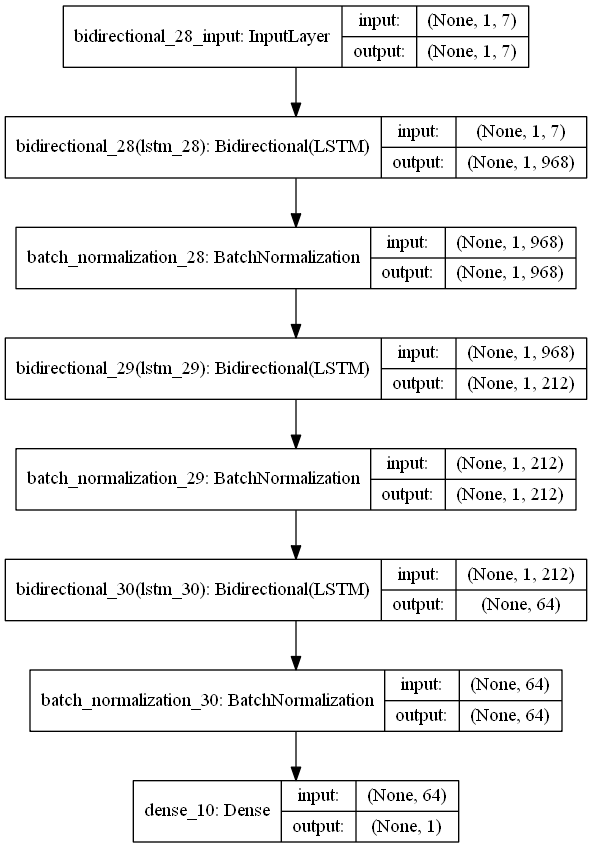 bidirectional_28_input: InputLayer input: (None, 1, 7)
output: (None, 1, 7)
bidirectional_28(lstm_28): Bidirectional(LSTM) input: (None, 1, 7)
output: (None, 1, 968)
batch_normalization_28: BatchNormalization input: (None, 1, 968)
output: (None, 1, 968)
bidirectional_29(lstm_29): Bidirectional(LSTM) input: (None, 1, 968)
output: (None, 1, 212)
batch_normalization_29: BatchNormalization input: (None, 1, 212)
output: (None, 1, 212)
bidirectional_30(lstm_30): Bidirectional(LSTM) input: (None, 1, 212)
output: (None, 64)
batch_normalization_30: BatchNormalization input: (None, 64)
output: (None, 64)
dense_10: Dense input: (None, 64)
output: (None, 1)